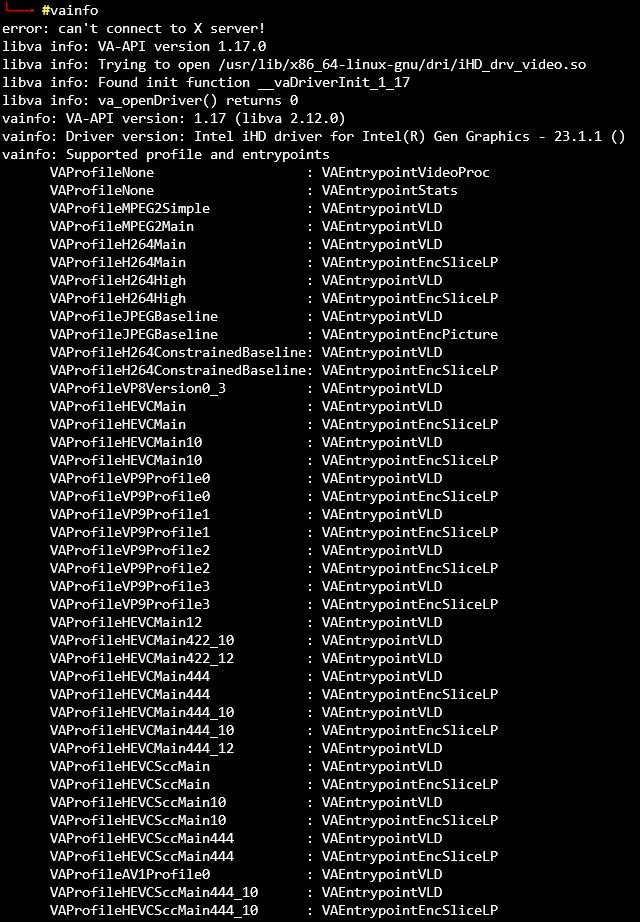 #vainfo
error: can't connect to X server!
libva info: VA-API version 1.17.0
libva info: Trying to open /usr/lib/x86_64-linux-gnu/dri/iHD_drv_video.so
libva info: Found init function __vaDriverInit_1_17
libva info: va_openDriver() returns 0
vainfo: VA-API version: 1.17 (libva 2.12.0)
vainfo: Driver version: Intel iHD driver for Intel(R) Gen Graphics - 23.1.1 ()
vainfo: Supported profile and entrypoints
VAProfileNone : VAEntrypointVideoProc
VAProfileNone : VAEntrypointStats
VAProfileMPEG2Simple : VAEntrypointVLD
VAProfileMPEG2Main : VAEntrypointVLD
VAProfileH264Main : VAEntrypointVLD
VAProfileH264Main : VAEntrypointEncSliceLP
VAProfileH264High : VAEntrypointVLD
VAProfileH264High : VAEntrypointEncSliceLP
VAProfileJPEGBaseline : VAEntrypointVLD
VAProfileJPEGBaseline : VAEntrypointEncPicture
VAProfileH264ConstrainedBaseline: VAEntrypointVLD
VAProfileH264ConstrainedBaseline: VAEntrypointEncSliceLP
VAProfileVP8Version0_3 : VAEntrypointVLD
VAProfileHEVCMain : VAEntrypointVLD
VAProfileHEVCMain : VAEntrypointEncSliceLP
VAProfileHEVCMain10 : VAEntrypointVLD
VAProfileHEVCMain10 : VAEntrypointEncSliceLP
VAProfileVP9Profile0 : VAEntrypointVLD
VAProfileVP9Profile0 : VAEntrypointEncSliceLP
VAProfileVP9Profile1 : VAEntrypointVLD
VAProfileVP9Profile1 : VAEntrypointEncSliceLP
VAProfileVP9Profile2 : VAEntrypointVLD
VAProfileVP9Profile2 : VAEntrypointEncSliceLP
VAProfileVP9Profile3 : VAEntrypointVLD
VAProfileVP9Profile3 : VAEntrypointEncSliceLP
VAProfileHEVCMain12 : VAEntrypointVLD
VAProfileHEVCMain422_10 : VAEntrypointVLD
VAProfileHEVCMain422_12 : VAEntrypointVLD
VAProfileHEVCMain444 : VAEntrypointVLD
VAProfileHEVCMain444 : VAEntrypointEncSliceLP
VAProfileHEVCMain444_10 : VAEntrypointVLD
VAProfileHEVCMain444_10 : VAEntrypointEncSliceLP
VAProfileHEVCMain444_12 : VAEntrypointVLD
VAProfileHEVCSccMain : VAEntrypointVLD
VAProfileHEVCSccMain : VAEntrypointEncSliceLP
VAProfileHEVCSccMain10 : VAEntrypointVLD
VAProfileHEVCSccMain10 : VAEntrypointEncSliceLP
VAProfileHEVCSccMain444 : VAEntrypointVLD
VAProfileHEVCSccMain444 : VAEntrypointEncSliceLP
VAProfileAV1Profile0 : VAEntrypointVLD
VAProfileHEVCSccMain444_10 : VAEntrypointVLD
VAProfileHEVCSccMain444_10 : VAEntrypointEncSliceLP